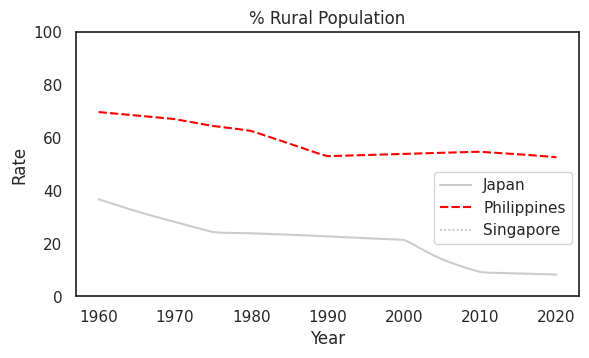 % Rural Population
100
80
60
40
20
0
Rate
Japan
Philippines
Singapore
1960 1970 1980 1990 2000 2010 2020
Year